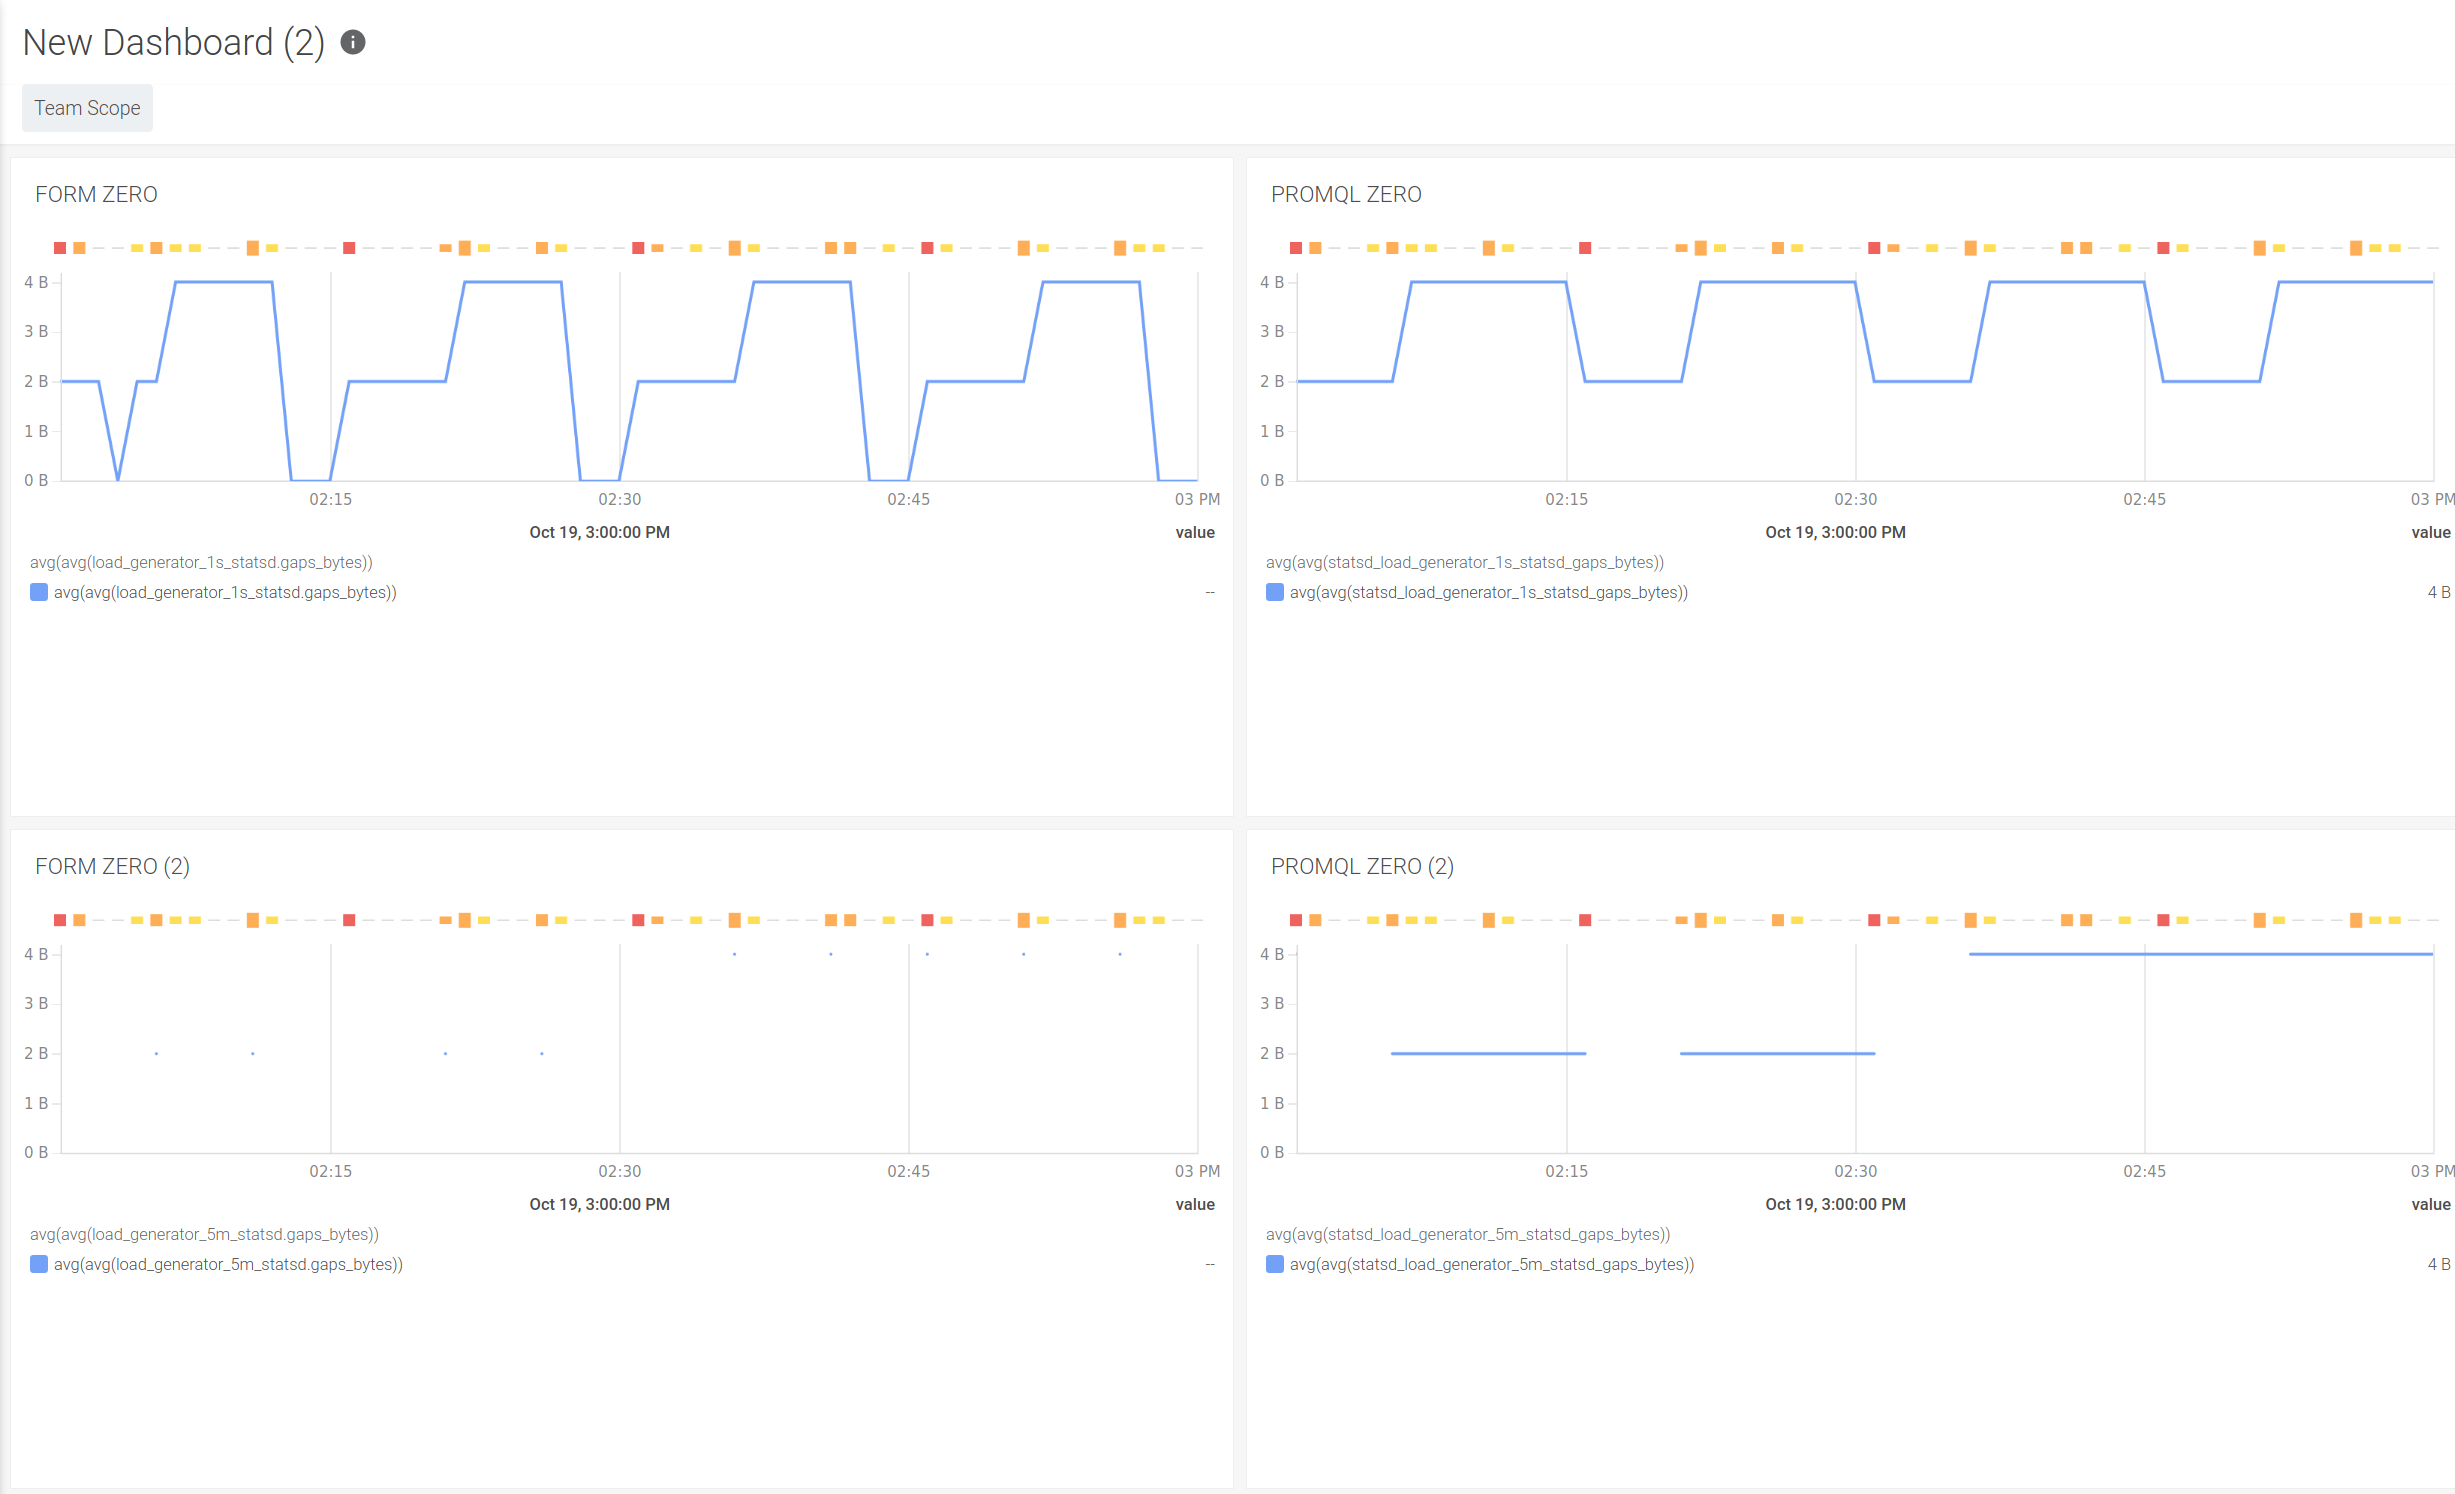 New Dashboard (2)
Team Scope
FORM ZERO
4 B
3 B
2 B
1 B
0 B
02:15 02:30 02:45 03 PM
Oct 19, 3:00:00 PM value
avg(avg(load_generator_1s_statsd.gaps_bytes))
avg(avg(load_generator_1s_statsd.gaps_bytes)) --
PROMQL ZERO
4 B
3 B
2 B
1 B
0 B
02:15 02:30 02:45 03 PM
Oct 19, 3:00:00 PM value
avg(avg(statsd_load_generator_1s_statsd_gaps_bytes))
avg(avg(statsd_load_generator_1s_statsd_gaps_bytes)) 4 B
FORM ZERO (2)
4 B
3 B
2 B
1 B
0 B
02:15 02:30 02:45 03 PM
Oct 19, 3:00:00 PM value
avg(avg(load_generator_5m_statsd.gaps_bytes))
avg(avg(load_generator_5m_statsd.gaps_bytes)) --
PROMQL ZERO (2)
4 B
3 B
2 B
1 B
0 B
02:15 02:30 02:45 03 PM
Oct 19, 3:00:00 PM value
avg(avg(statsd_load_generator_5m_statsd_gaps_bytes))
avg(avg(statsd_load_generator_5m_statsd_gaps_bytes)) 4 B